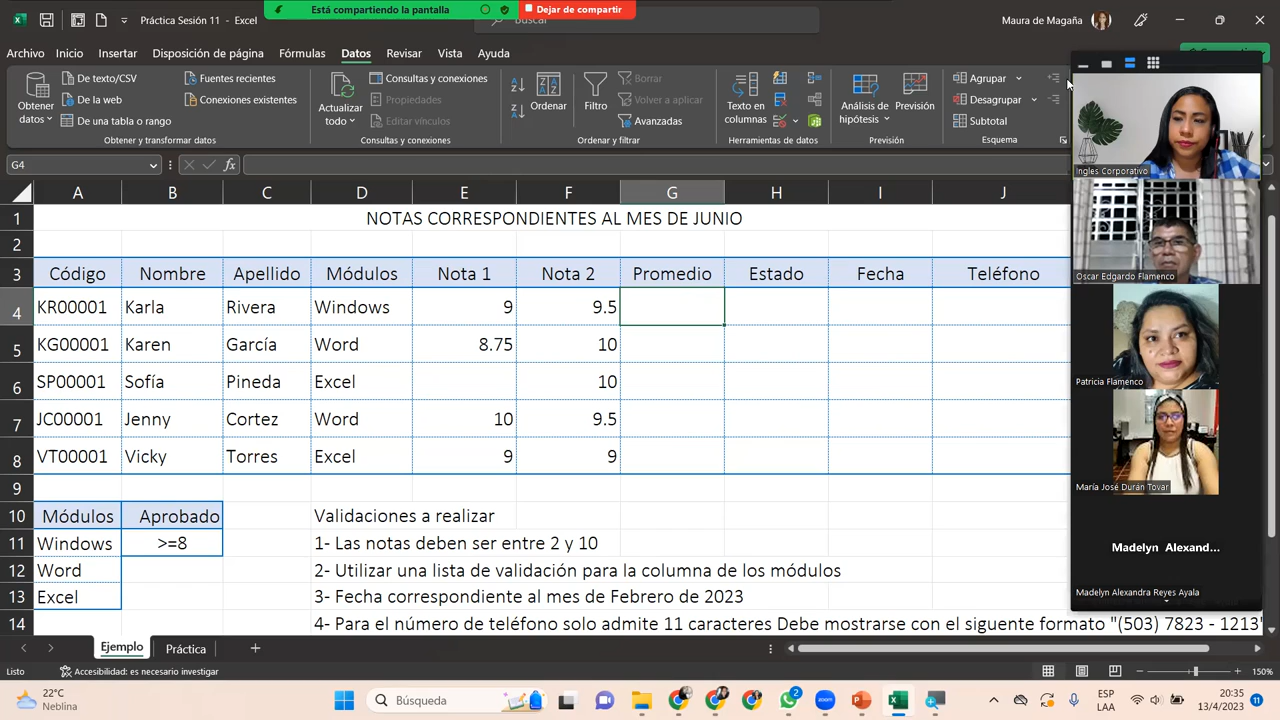 Está compartiendo la pantalla
Dejar de compartir
Práctica Sesión 11 - Excel
Buscar
Maura de Magaña
Archivo Inicio Insertar Disposición de página Fórmulas Datos Revisar Vista Ayuda
Obtener datos
De texto/CSV
De la web
De una tabla o rango
Fuentes recientes
Conexiones existentes
Obtener y transformar datos
Actualizar todo
Consultas y conexiones
Propiedades
Editar vínculos
Consultas y conexiones
Ordenar
Filtro
Borrar
Volver a aplicar
Avanzadas
Ordenar y filtrar
Texto en columnas
Herramientas de datos
Análisis de hipótesis
Previsión
Previsión
Agrupar
Desagrupar
Subtotal
Esquema
G4
A B C D E F G H I J
1 NOTAS CORRESPONDIENTES AL MES DE JUNIO
2
3 Código Nombre Apellido Módulos Nota 1 Nota 2 Promedio Estado Fecha Teléfono
4 KR00001 Karla Rivera Windows 9 9.5
5 KG00001 Karen García Word 8.75 10
6 SP00001 Sofía Pineda Excel 10
7 JC00001 Jenny Cortez Word 10 9.5
8 VT00001 Vicky Torres Excel 9 9
9
10 Módulos Aprobado Validaciones a realizar
11 Windows >=8 1- Las notas deben ser entre 2 y 10
12 Word 2- Utilizar una lista de validación para la columna de los módulos
13 Excel 3- Fecha correspondiente al mes de Febrero de 2023
14 4- Para el número de teléfono solo admite 11 caracteres Debe mostrarse con el siguente formato "(503) 7823 - 1213"
Ingles Corporativo
Oscar Edgardo Flamenco
Patricia Flamenco
María José Durán Tovar
Madelyn Alexand...
Madelyn Alexandra Reyes Ayala
Ejemplo Práctica
Listo
Accesibilidad: es necesario investigar
150%
22°C
Neblina
Búsqueda
2
ESP
LAA
20:35
13/4/2023
11